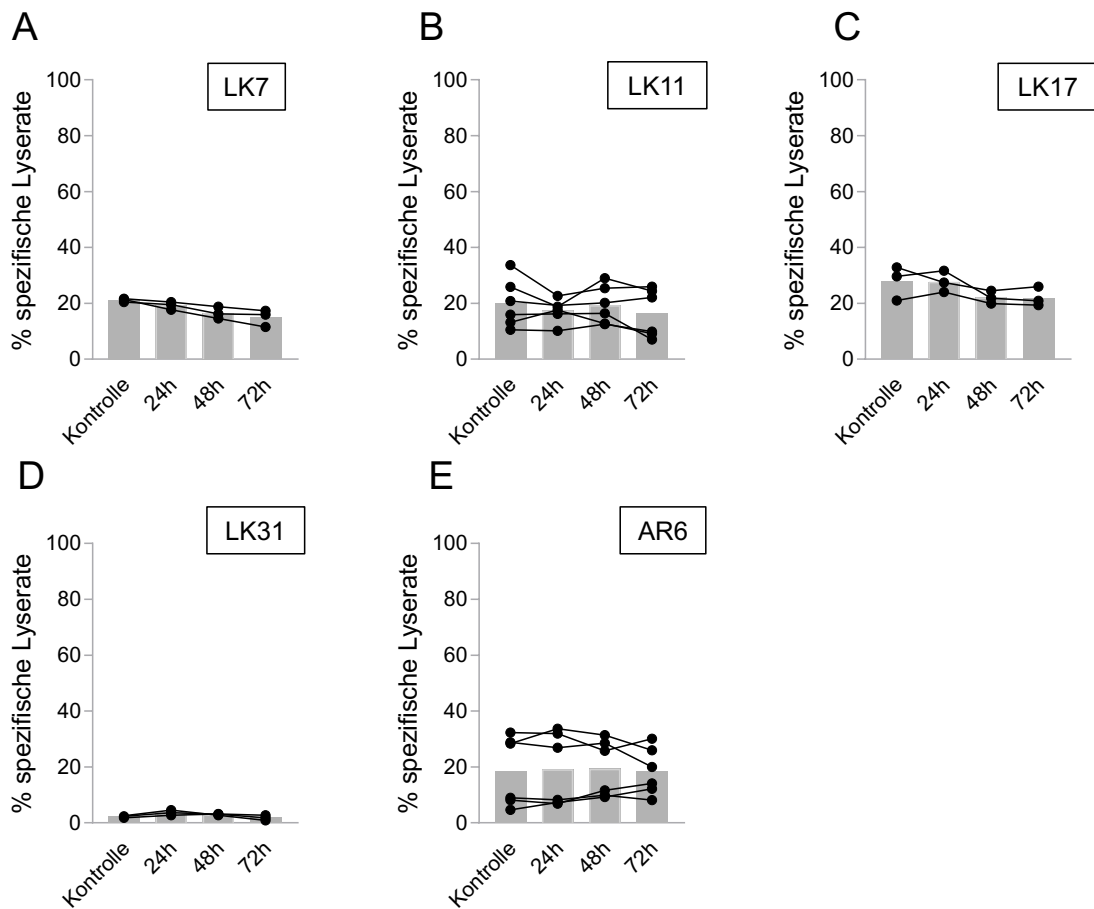 A
LK7
% spezifische Lyserate
100
80
60
40
20
0
Kontrolle
24h
48h
72h
B
LK11
% spezifische Lyserate
100
80
60
40
20
0
Kontrolle
24h
48h
72h
C
LK17
% spezifische Lyserate
100
80
60
40
20
0
Kontrolle
24h
48h
72h
D
LK31
% spezifische Lyserate
100
80
60
40
20
0
Kontrolle
24h
48h
72h
E
AR6
% spezifische Lyserate
100
80
60
40
20
0
Kontrolle
24h
48h
72h